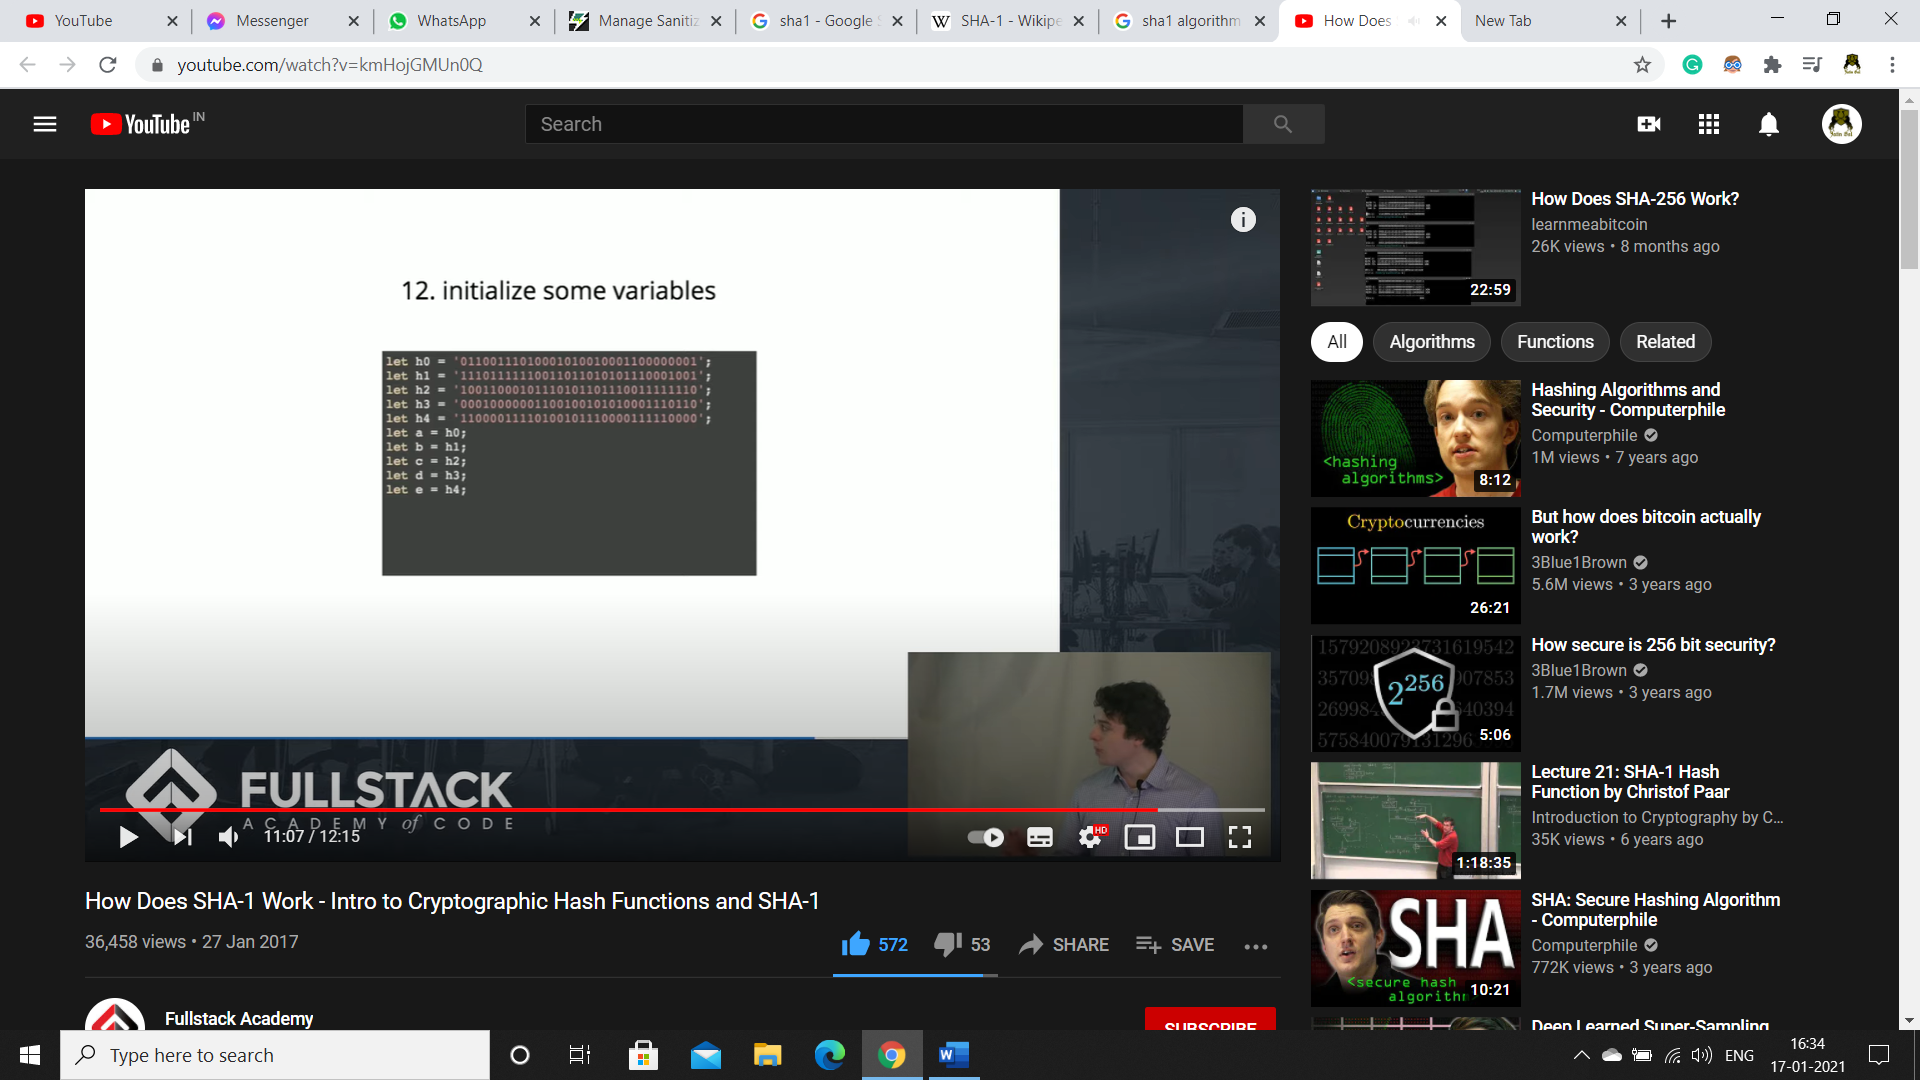 YouTube
Messenger
WhatsApp
Manage Sanitiz
sha1 - Google S
SHA-1 - Wikipe
sha1 algorithm
How Does
New Tab
youtube.com/watch?v=kmHojGMUn0Q
YouTube IN
Search
12. initialize some variables
let h0 = '01100111010001010010001100000001';
let h1 = '11101111110011011010101110001001';
let h2 = '10011000101110101101110011111110';
let h3 = '00010000001100100101010001110110';
let h4 = '11000011110100101110000111110000';
let a = h0;
let b = h1;
let c = h2;
let d = h3;
let e = h4;
FULLSTACK
ACADEMY of CODE
11:07 / 12:15
HD
How Does SHA-1 Work - Intro to Cryptographic Hash Functions and SHA-1
36,458 views • 27 Jan 2017
572
53
SHARE
SAVE
Fullstack Academy
SUBSCRIBE
How Does SHA-256 Work?
learnmeabitcoin
26K views • 8 months ago
22:59
All
Algorithms
Functions
Related
Hashing Algorithms and
Security - Computerphile
Computerphile
1M views • 7 years ago
<hashing
algorithms>
8:12
But how does bitcoin actually
work?
3Blue1Brown
5.6M views • 3 years ago
Cryptocurrencies
26:21
How secure is 256 bit security?
3Blue1Brown
1.7M views • 3 years ago
2256
5:06
Lecture 21: SHA-1 Hash
Function by Christof Paar
Introduction to Cryptography by C...
35K views • 6 years ago
1:18:35
SHA: Secure Hashing Algorithm
- Computerphile
Computerphile
772K views • 3 years ago
SHA
<secure hash
algorithm
10:21
Deep Learned Super-Sampling
Type here to search
ENG
16:34
17-01-2021